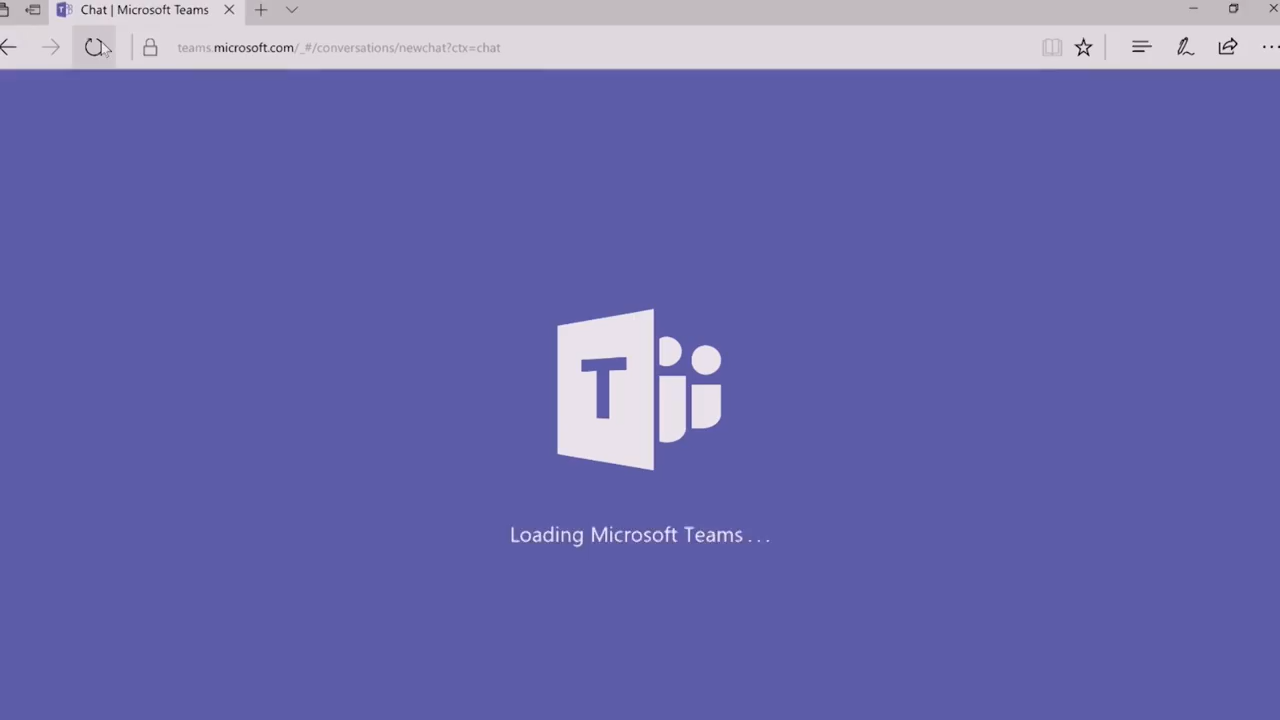 Chat | Microsoft Teams
teams.microsoft.com/_#/conversations/newchat?ctx=chat
T
Loading Microsoft Teams . . .